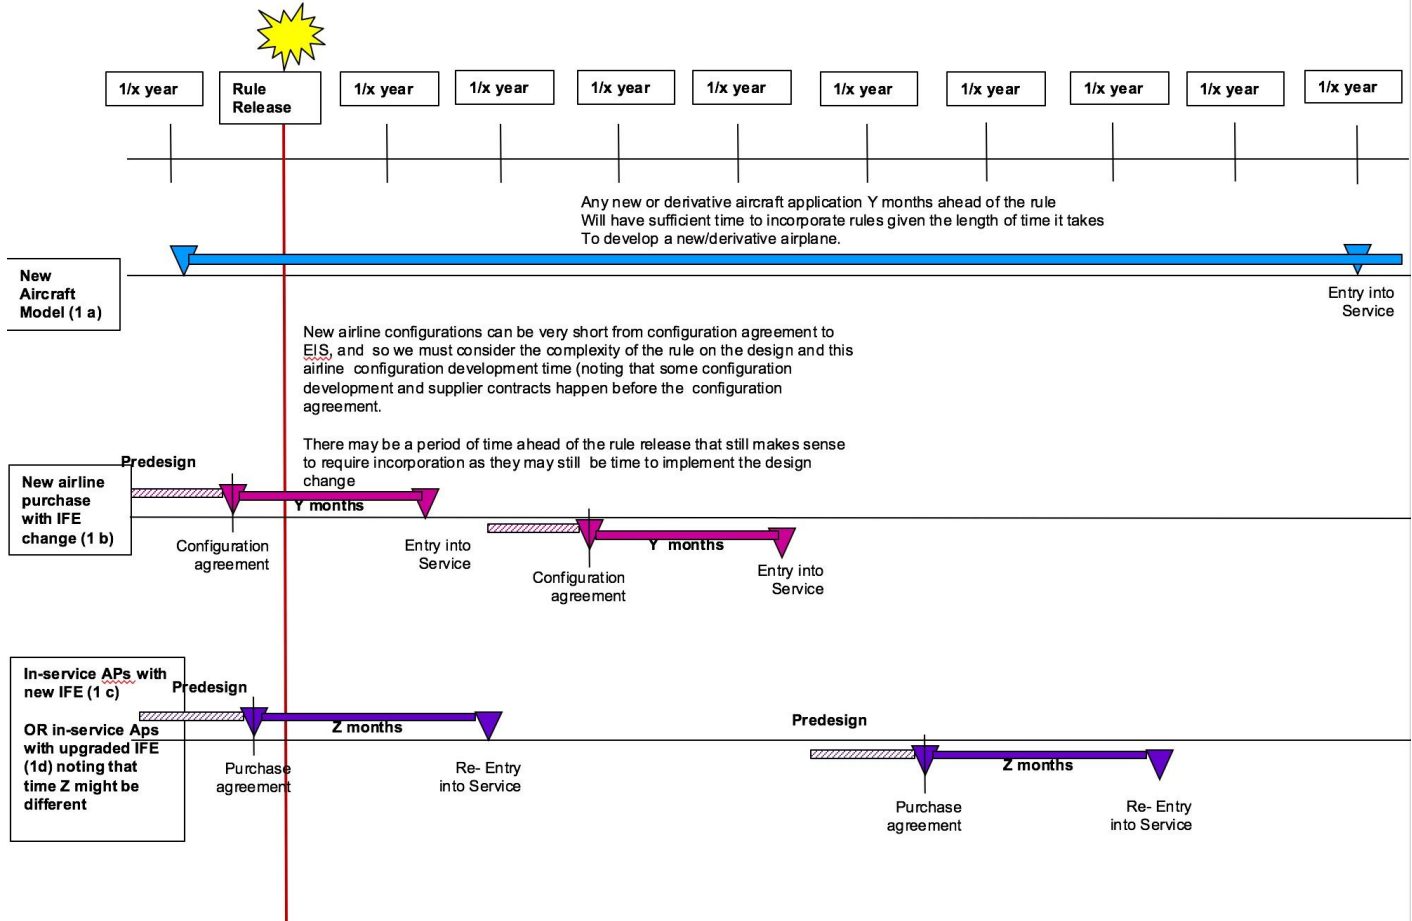 1/x year
Rule
Release
1/x year
1/x year
1/x year
1/x year
1/x year
1/x year
1/x year
1/x year
1/x year
Any new or derivative aircraft application Y months ahead of the rule
Will have sufficient time to incorporate rules given the length of time it takes
To develop a new/derivative airplane.
New
Aircraft
Model (1 a)
Entry into
Service
New airline configurations can be very short from configuration agreement to
EIS, and so we must consider the complexity of the rule on the design and this
airline configuration development time (noting that some configuration
development and supplier contracts happen before the configuration
agreement.
There may be a period of time ahead of the rule release that still makes sense
to require incorporation as they may still be time to implement the design
change
Predesign
New airline
purchase
with IFE
change (1 b)
Y months
Configuration
agreement
Entry into
Service
Y months
Configuration
agreement
Entry into
Service
In-service APs with
new IFE (1 c)
OR in-service Aps
with upgraded IFE
(1d) noting that
time Z might be
different
Predesign
Z months
Purchase
agreement
Re- Entry
into Service
Predesign
Z months
Purchase
agreement
Re- Entry
into Service